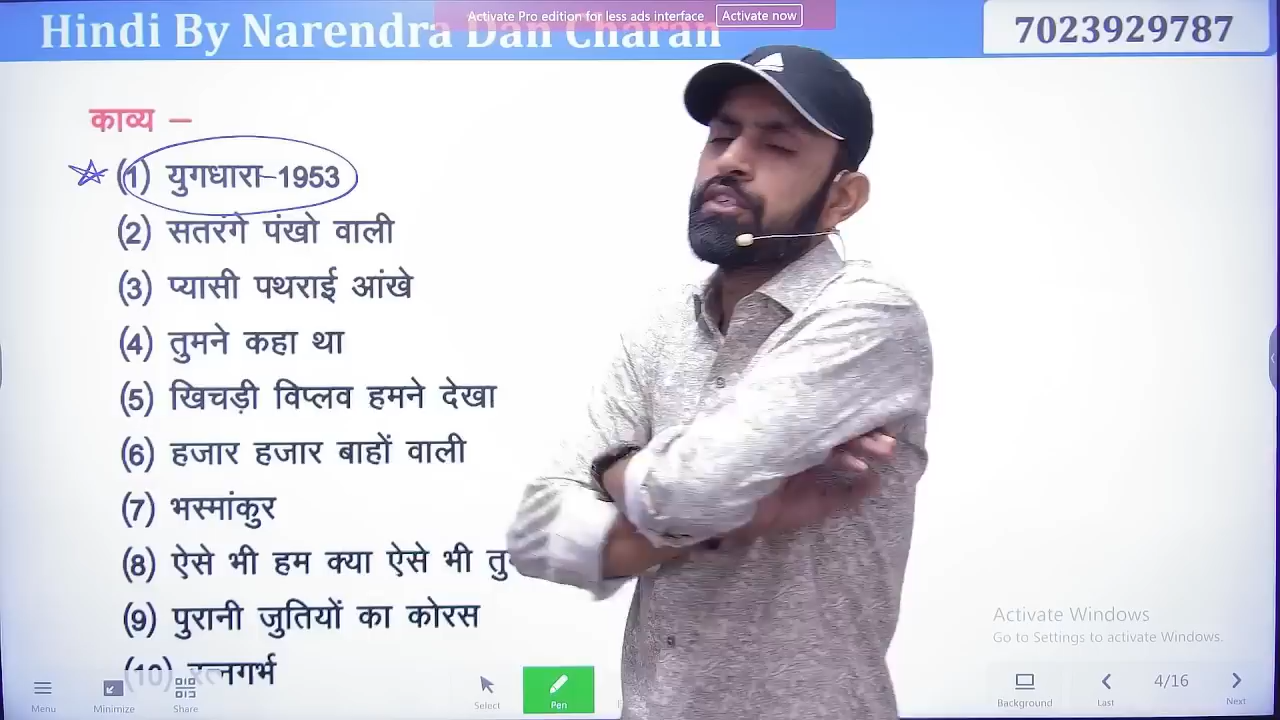 Activate Pro edition for less ads interface Activate now
Hindi By Narendra Dan Charan
7023929787
काव्य –
(1) युगधारा–1953
(2) सतरंगे पंखो वाली
(3) प्यासी पथराई आंखे
(4) तुमने कहा था
(5) खिचड़ी विप्लव हमने देखा
(6) हजार हजार बाहों वाली
(7) भस्मांकुर
(8) ऐसे भी हम क्या ऐसे भी
(9) पुरानी जुतियों का कोरस
(10) रत्नगर्भ
Activate Windows
Go to Settings to activate Windows.
Menu Minimize Share Select Pen Background Last 4/16 Next